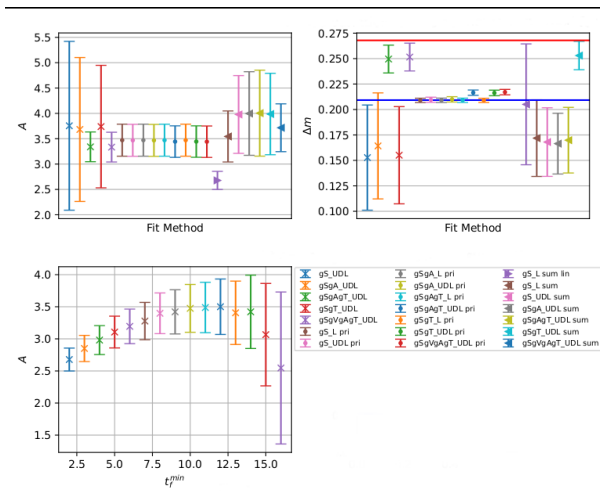 5.5
5.0
4.5
4.0
3.5
3.0
2.5
2.0
A
Fit Method
0.275
0.250
0.225
0.200
0.175
0.150
0.125
0.100
Δm
Fit Method
4.0
3.5
3.0
2.5
2.0
1.5
A
2.5 5.0 7.5 10.0 12.5 15.0
t_f^min
gS_UDL gSgA_L pri gS_L sum lin
gSgA_UDL gSgA_UDL pri gS_L sum
gSgAgT_UDL gSgAgT_L pri gS_UDL sum
gSgT_UDL gSgAgT_UDL pri gSgA_UDL sum
gSgVgAgT_UDL gSgT_L pri gSgAgT_UDL sum
gS_L pri gSgT_UDL pri gSgT_UDL sum
gS_UDL pri gSgVgAgT_UDL pri gSgVgAgT_UDL sum